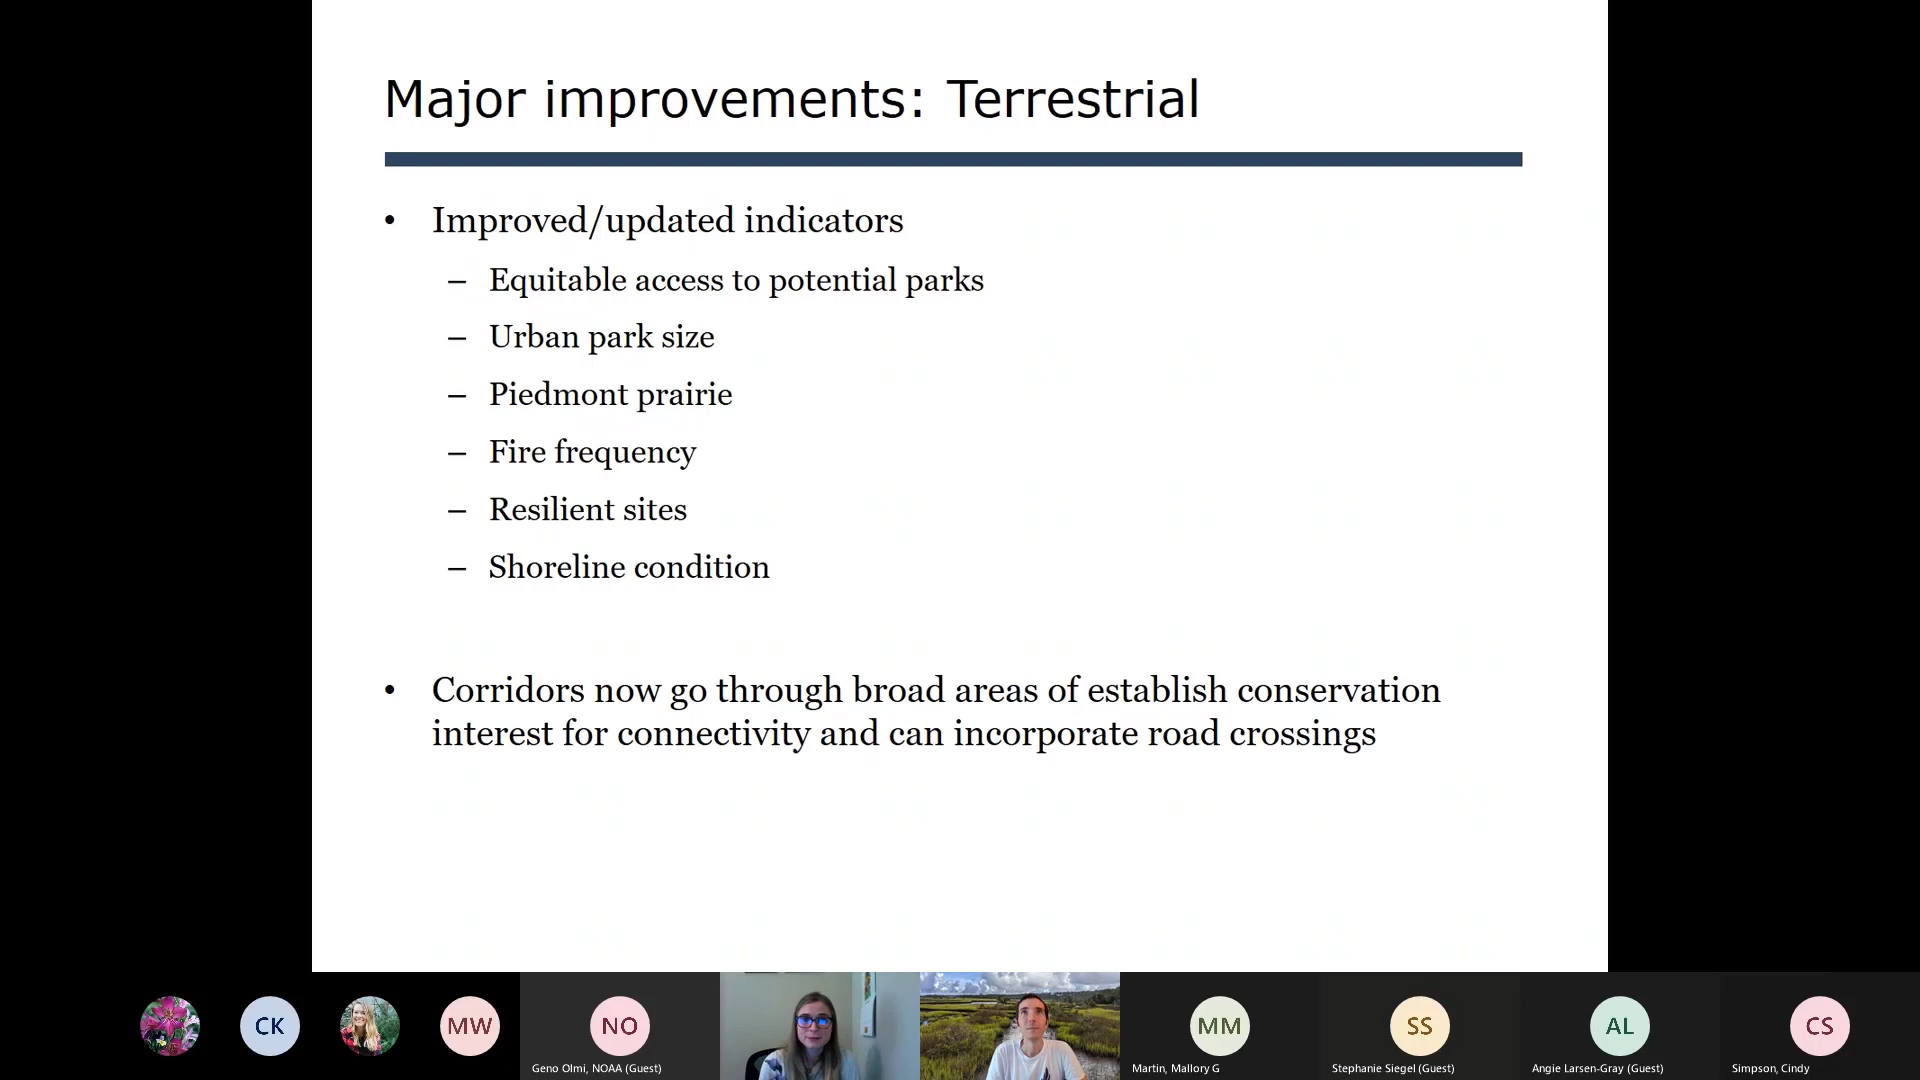 Major improvements: Terrestrial
• Improved/updated indicators
– Equitable access to potential parks
– Urban park size
– Piedmont prairie
– Fire frequency
– Resilient sites
– Shoreline condition
• Corridors now go through broad areas of establish conservation
interest for connectivity and can incorporate road crossings
CK
MW
NO
MM
SS
AL
CS
Geno Olmi, NOAA (Guest)
Martin, Mallory G
Stephanie Siegel (Guest)
Angie Larsen-Gray (Guest)
Simpson, Cindy